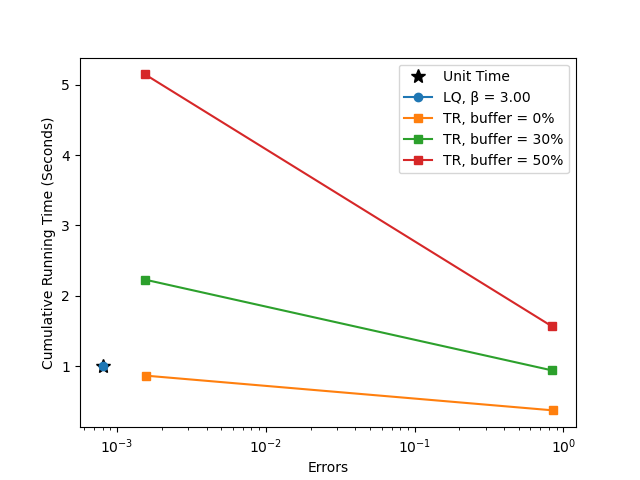 Unit Time
LQ, β = 3.00
TR, buffer = 0%
TR, buffer = 30%
TR, buffer = 50%
5
4
3
2
1
Cumulative Running Time (Seconds)
10⁻³
10⁻²
10⁻¹
10⁰
Errors